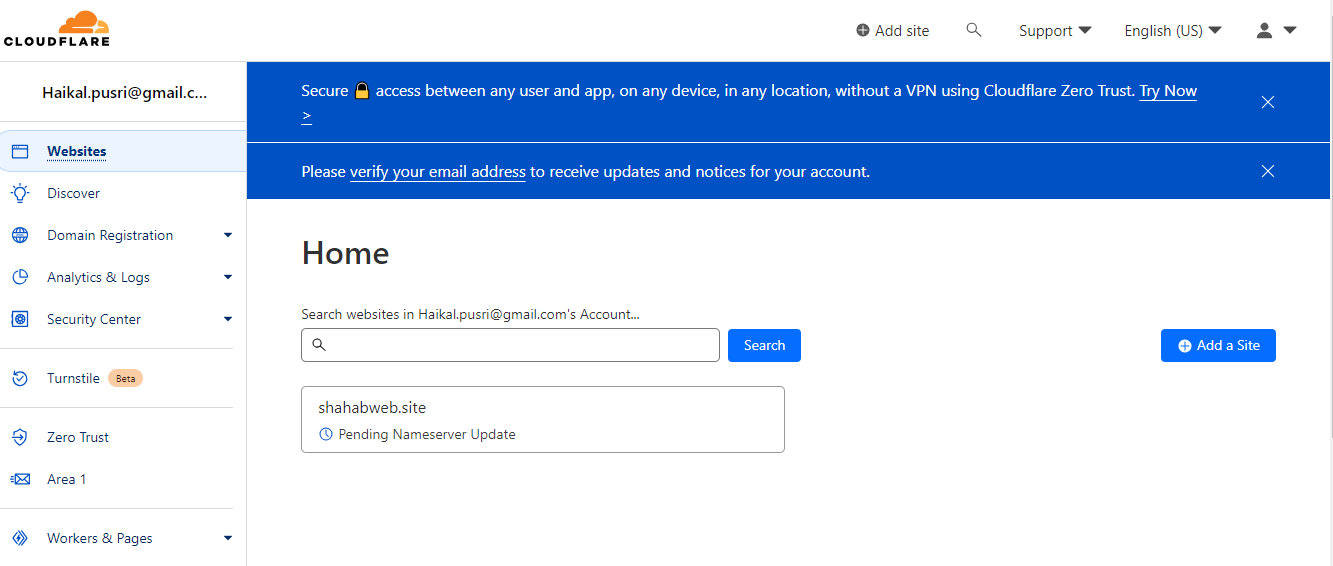 CLOUDFLARE
Add site
Support
English (US)
Haikal.pusri@gmail.c...
Websites
Discover
Domain Registration
Analytics & Logs
Security Center
Turnstile Beta
Zero Trust
Area 1
Workers & Pages
Secure 🔒 access between any user and app, on any device, in any location, without a VPN using Cloudflare Zero Trust. Try Now
>
Please verify your email address to receive updates and notices for your account.
Home
Search websites in Haikal.pusri@gmail.com's Account...
Search
Add a Site
shahabweb.site
Pending Nameserver Update